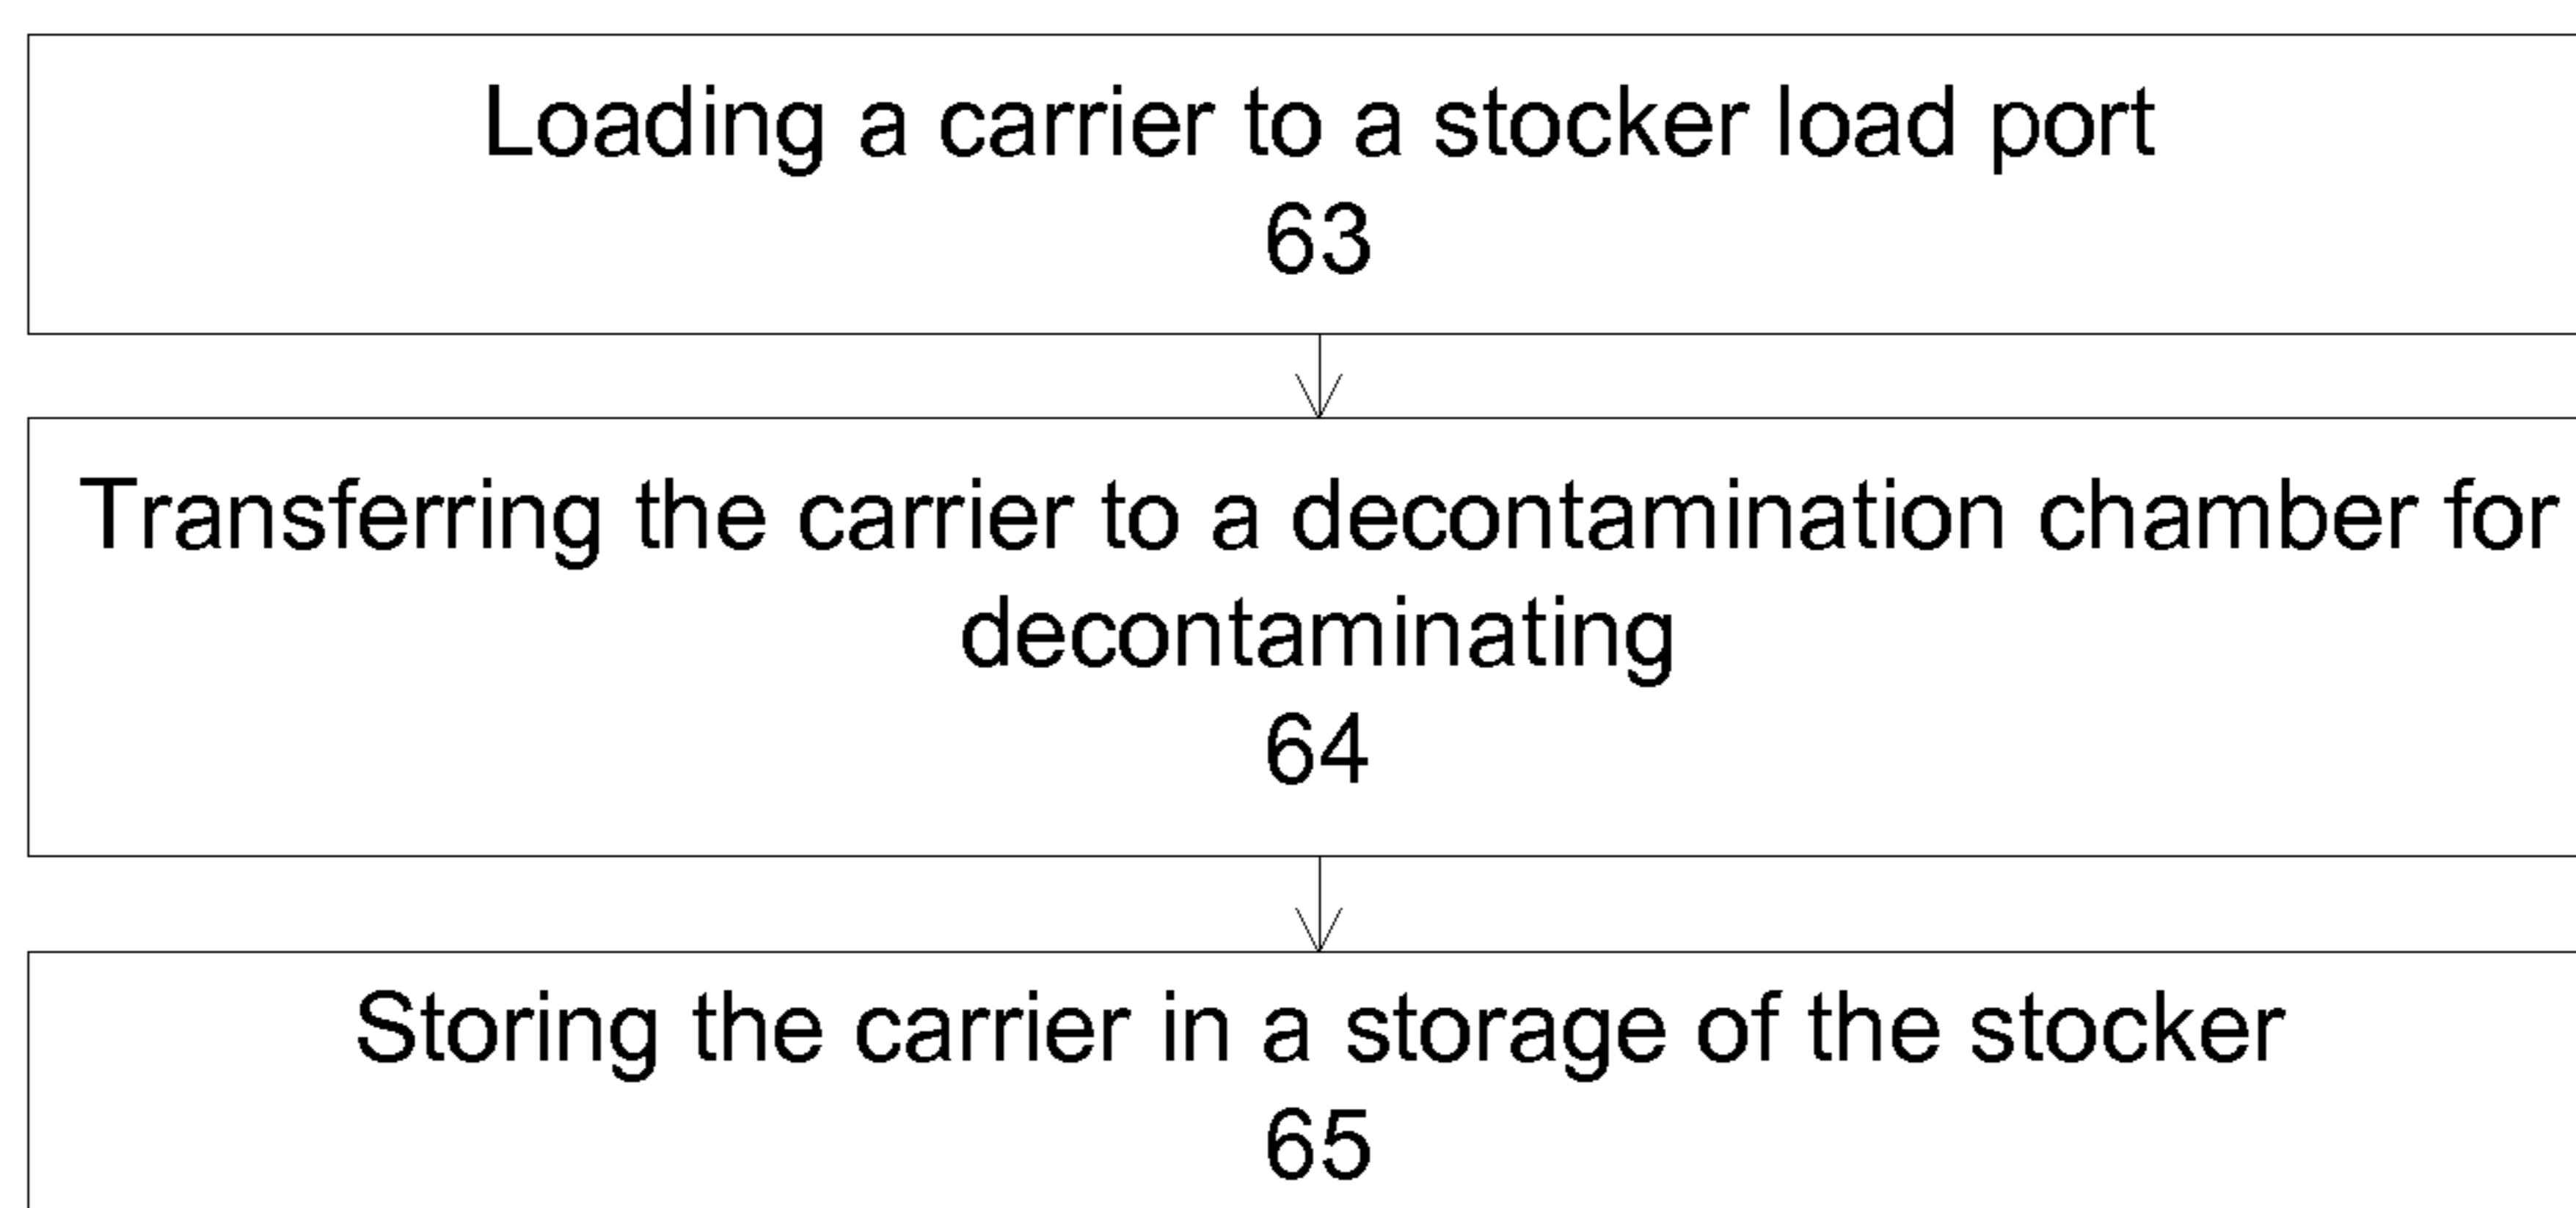 Loading a carrier to a stocker load port
63
Transferring the carrier to a decontamination chamber for
decontaminating
64
Storing the carrier in a storage of the stocker
65